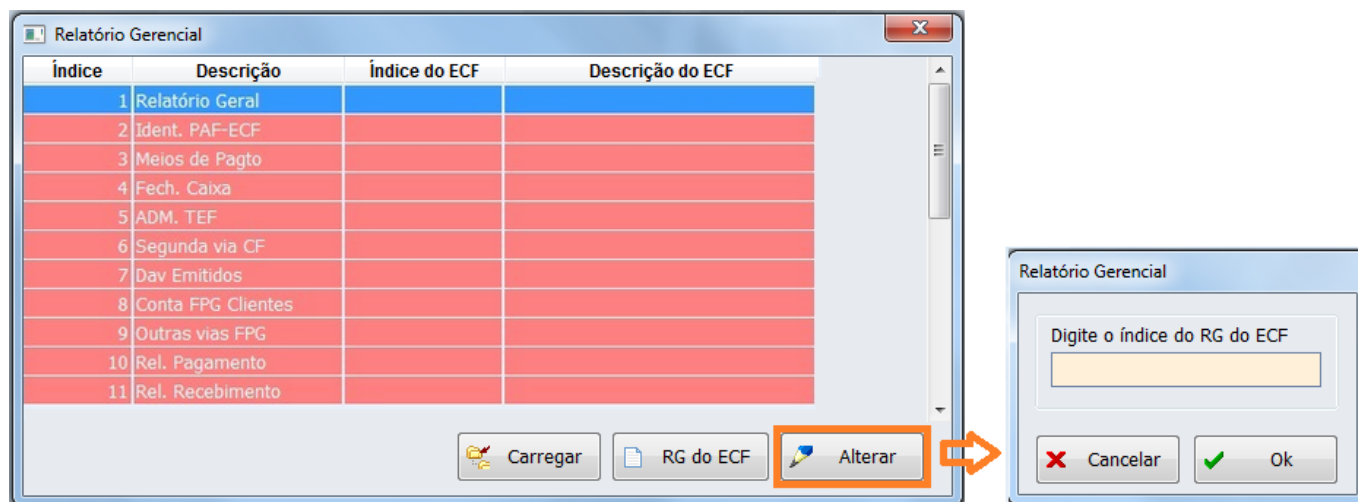 Relatório Gerencial
Índice Descrição Índice do ECF Descrição do ECF
1 Relatório Geral
2 Ident. PAF-ECF
3 Meios de Pagto
4 Fech. Caixa
5 ADM. TEF
6 Segunda via CF
7 Dav Emitidos
8 Conta FPG Clientes
9 Outras vias FPG
10 Rel. Pagamento
11 Rel. Recebimento
Carregar RG do ECF Alterar
Relatório Gerencial
Digite o índice do RG do ECF
Cancelar Ok